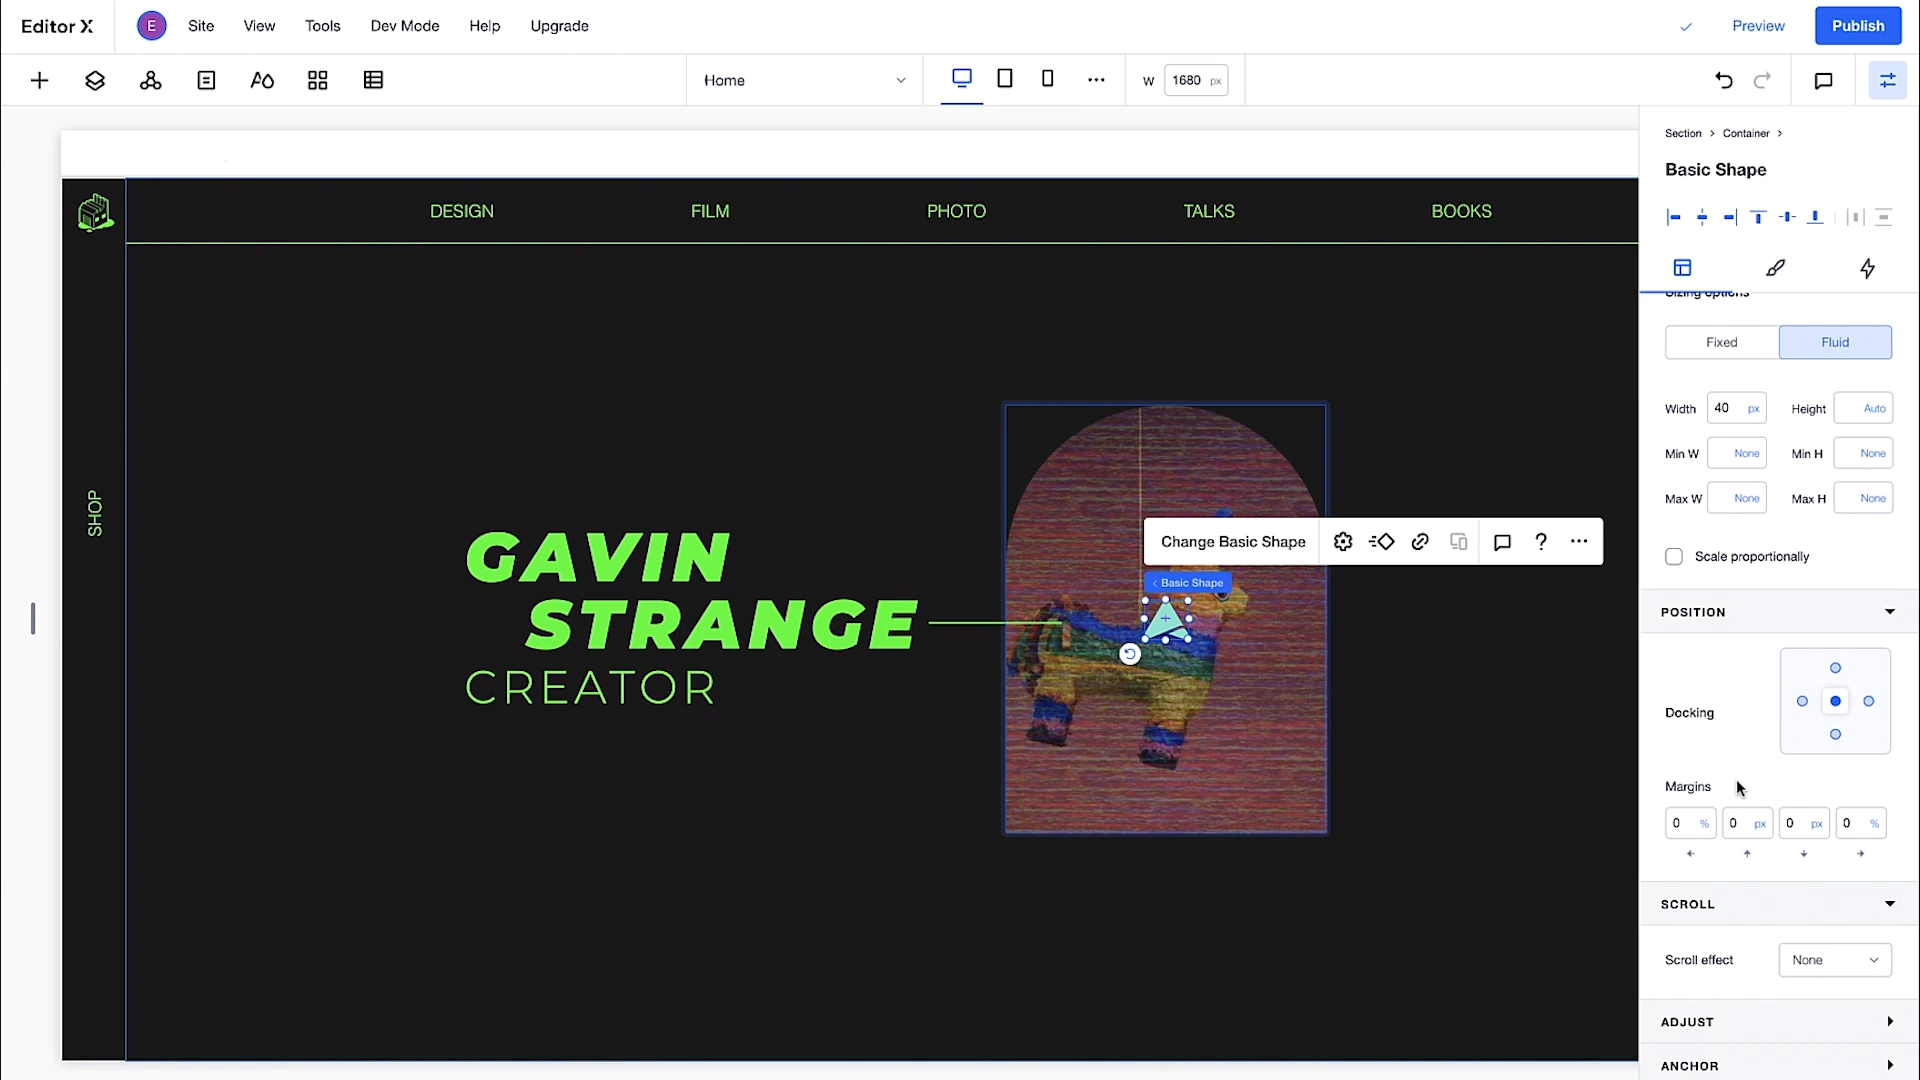 Editor X
E
Site
View
Tools
Dev Mode
Help
Upgrade
Preview
Publish
Home
W
1680 px
Section > Container >
Basic Shape
Sizing options
Fixed
Fluid
Width 40 px
Height Auto
Min W None
Min H None
Max W None
Max H None
Scale proportionally
POSITION
Docking
Margins
0 %
0 px
0 px
0 %
SCROLL
Scroll effect
None
ADJUST
ANCHOR
DESIGN
FILM
PHOTO
TALKS
BOOKS
SHOP
GAVIN
STRANGE
CREATOR
Change Basic Shape
?
< Basic Shape